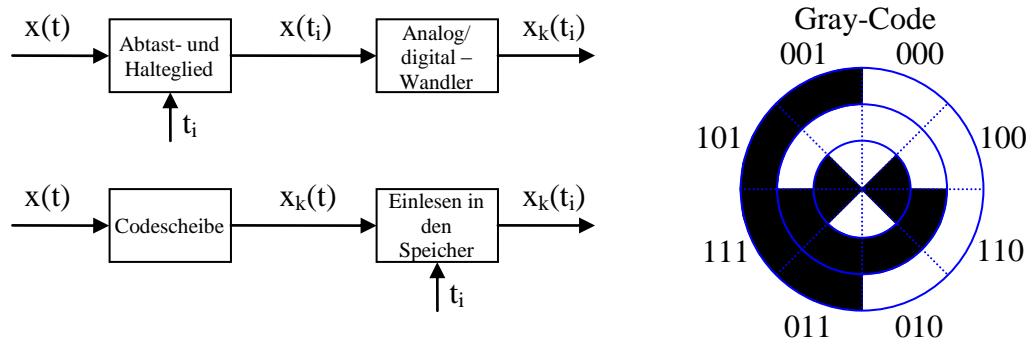 x(t)
Abtast- und
Halteglied
x(tᵢ)
Analog/
digital –
Wandler
xₖ(tᵢ)
tᵢ
x(t)
Codescheibe
xₖ(t)
Einlesen in
den
Speicher
xₖ(tᵢ)
tᵢ
Gray-Code
001 000
101 100
111 110
011 010